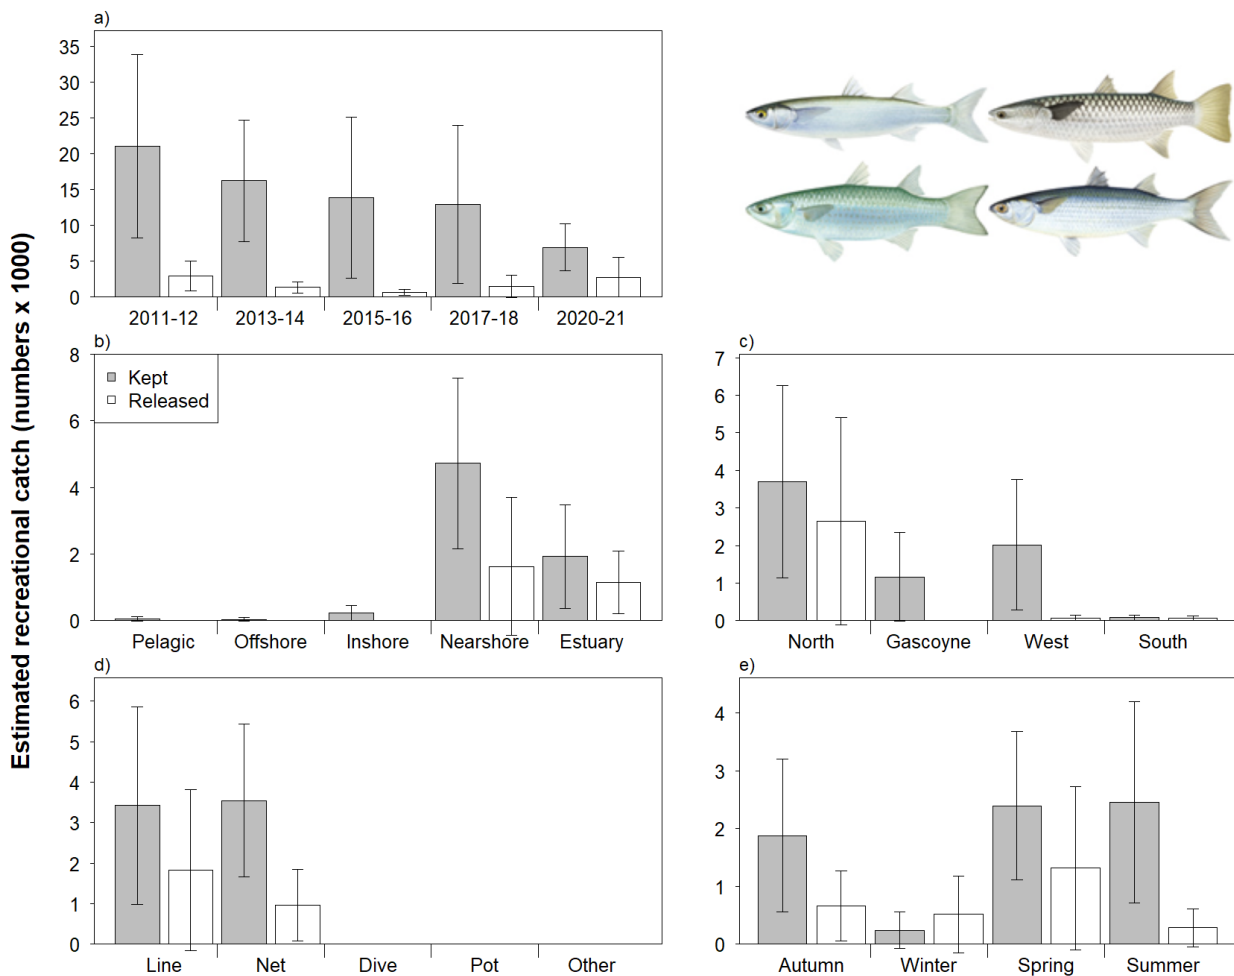 Estimated recreational catch (numbers x 1000)
a)
35
30
25
20
15
10
5
0
2011-12 2013-14 2015-16 2017-18 2020-21
b)
8
6
4
2
0
Kept
Released
Pelagic Offshore Inshore Nearshore Estuary
c)
7
6
5
4
3
2
1
0
North Gascoyne West South
d)
6
5
4
3
2
1
0
Line Net Dive Pot Other
e)
4
3
2
1
0
Autumn Winter Spring Summer